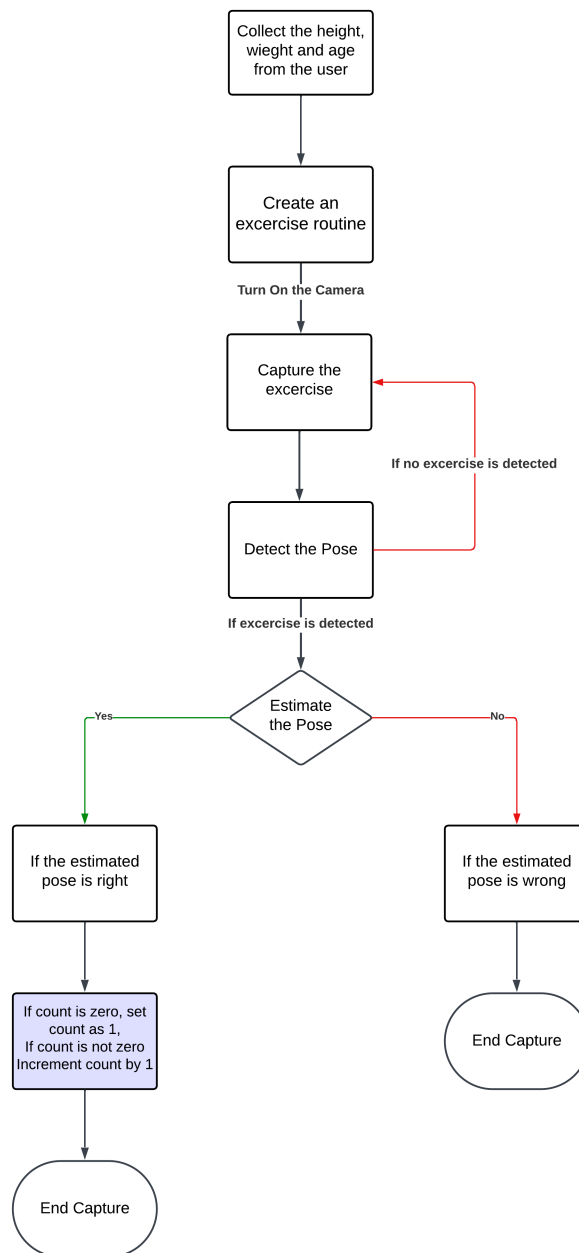 Collect the height,
wieght and age
from the user
Create an
excercise routine
Turn On the Camera
Capture the
excercise
If no excercise is detected
Detect the Pose
If excercise is detected
Estimate
the Pose
Yes
No
If the estimated
pose is right
If the estimated
pose is wrong
If count is zero, set
count as 1,
If count is not zero
Increment count by 1
End Capture
End Capture